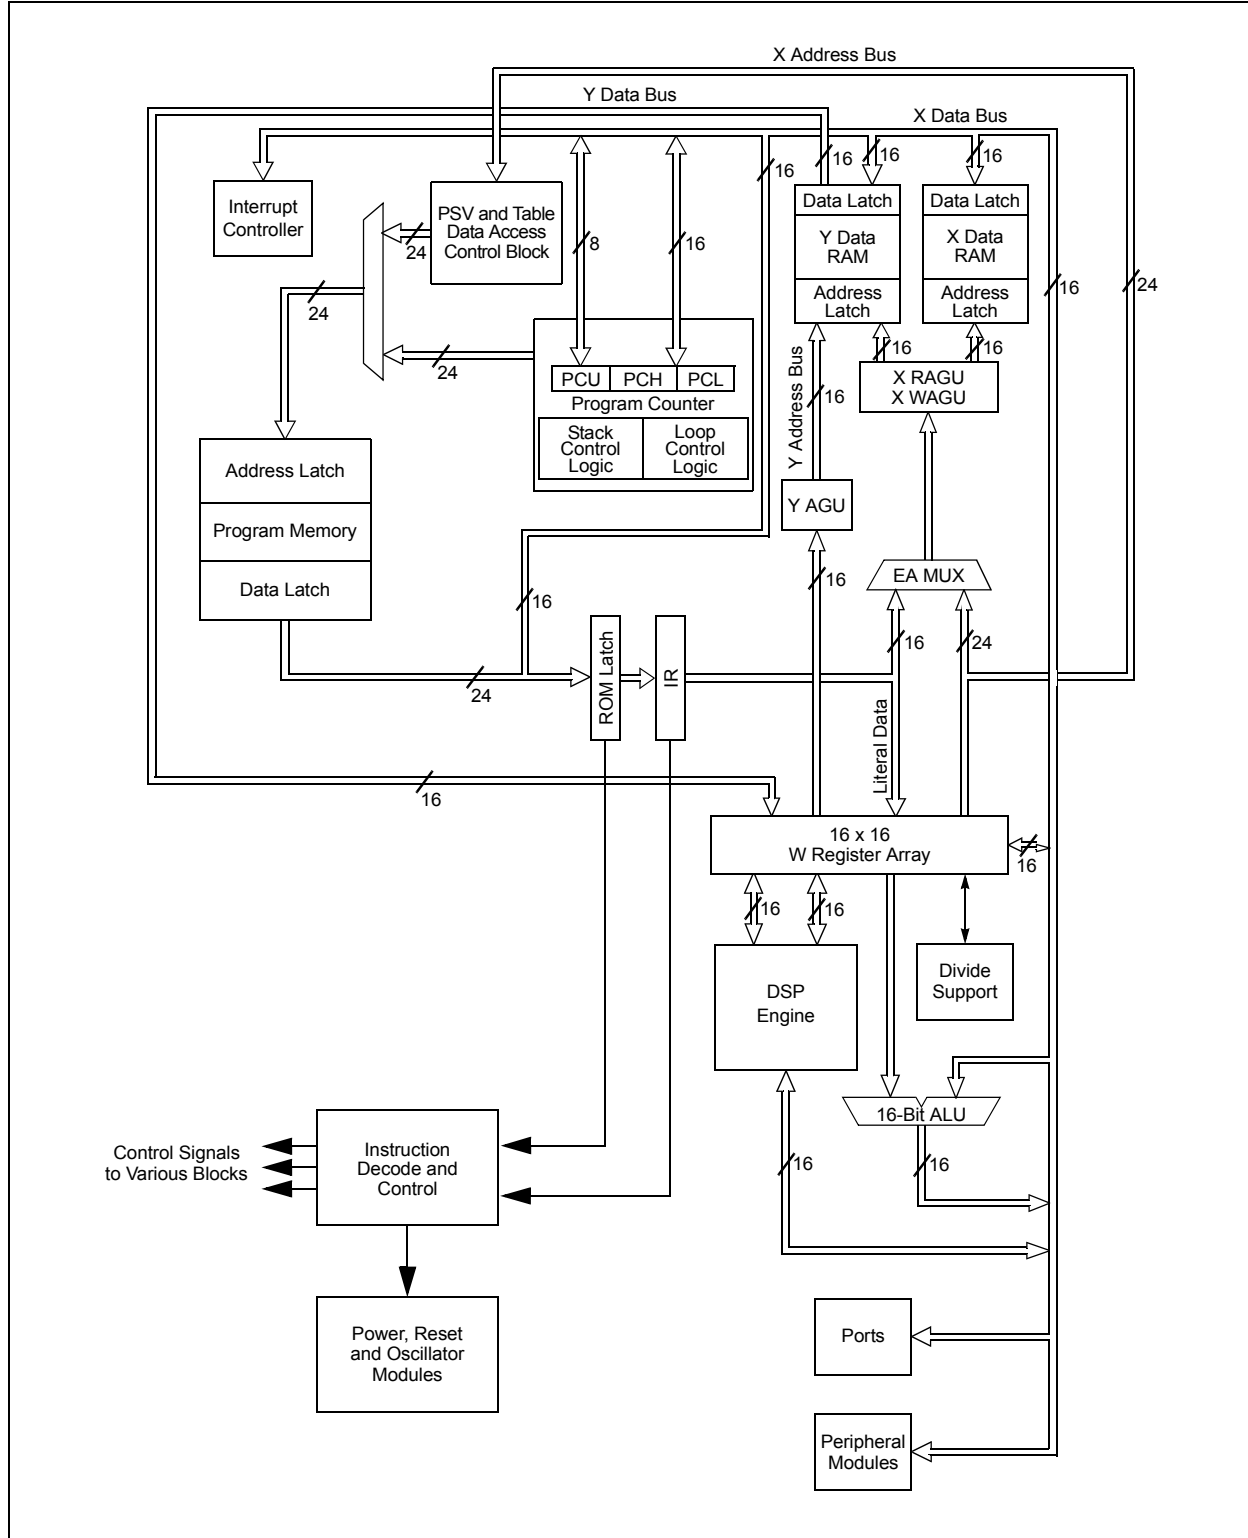 X Address Bus
Y Data Bus
X Data Bus
16
16
16
16
Interrupt
Controller
PSV and Table
Data Access
Control Block
24
8
16
Data Latch
Y Data
RAM
Address
Latch
Data Latch
X Data
RAM
Address
Latch
16
24
24
24
16
16
PCU
PCH
PCL
Program Counter
Stack
Control
Logic
Loop
Control
Logic
Y Address Bus
16
X RAGU
X WAGU
Address Latch
Program Memory
Data Latch
Y AGU
16
EA MUX
16
16
24
24
ROM Latch
IR
Literal Data
16
16 x 16
W Register Array
16
16
16
DSP
Engine
Divide
Support
16-Bit ALU
16
16
Control Signals
to Various Blocks
Instruction
Decode and
Control
Power, Reset
and Oscillator
Modules
Ports
Peripheral
Modules